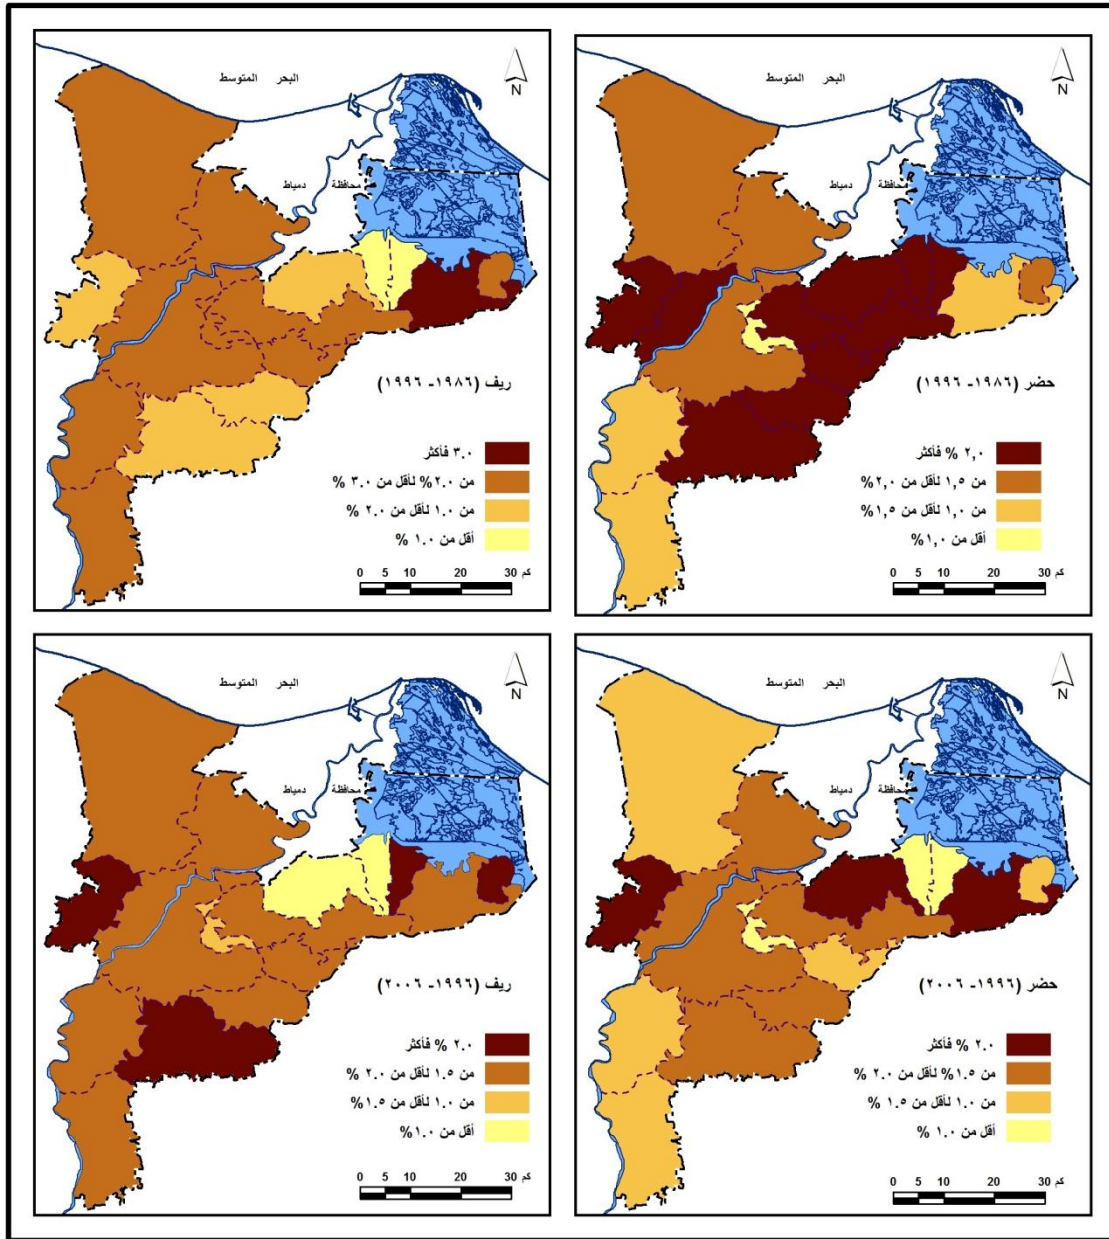 البحر المتوسط
N
محافظة دمياط
حضر (١٩٨٦- ١٩٩٦)
٢,٠ % فأكثر
من ١,٥ لأقل من ٢,٠%
من ١,٠ لأقل من ١,٥%
أقل من ١,٠%
0 5 10 20 30 كم
البحر المتوسط
N
محافظة دمياط
ريف (١٩٨٦- ١٩٩٦)
٣.٠ فأكثر
من ٢.٠% لأقل من ٣.٠ %
من ١.٠ لأقل من ٢.٠ %
أقل من ١.٠ %
0 5 10 20 30 كم
البحر المتوسط
N
محافظة دمياط
حضر (١٩٩٦- ٢٠٠٦)
٢.٠ % فأكثر
من ١.٥% لأقل من ٢.٠ %
من ١.٠ لأقل من ١.٥ %
أقل من ١.٠ %
0 5 10 20 30 كم
البحر المتوسط
N
محافظة دمياط
ريف (١٩٩٦- ٢٠٠٦)
٢.٠ % فأكثر
من ١.٥ لأقل من ٢.٠ %
من ١.٠ لأقل من ١.٥%
أقل من ١.٠%
0 5 10 20 30 كم